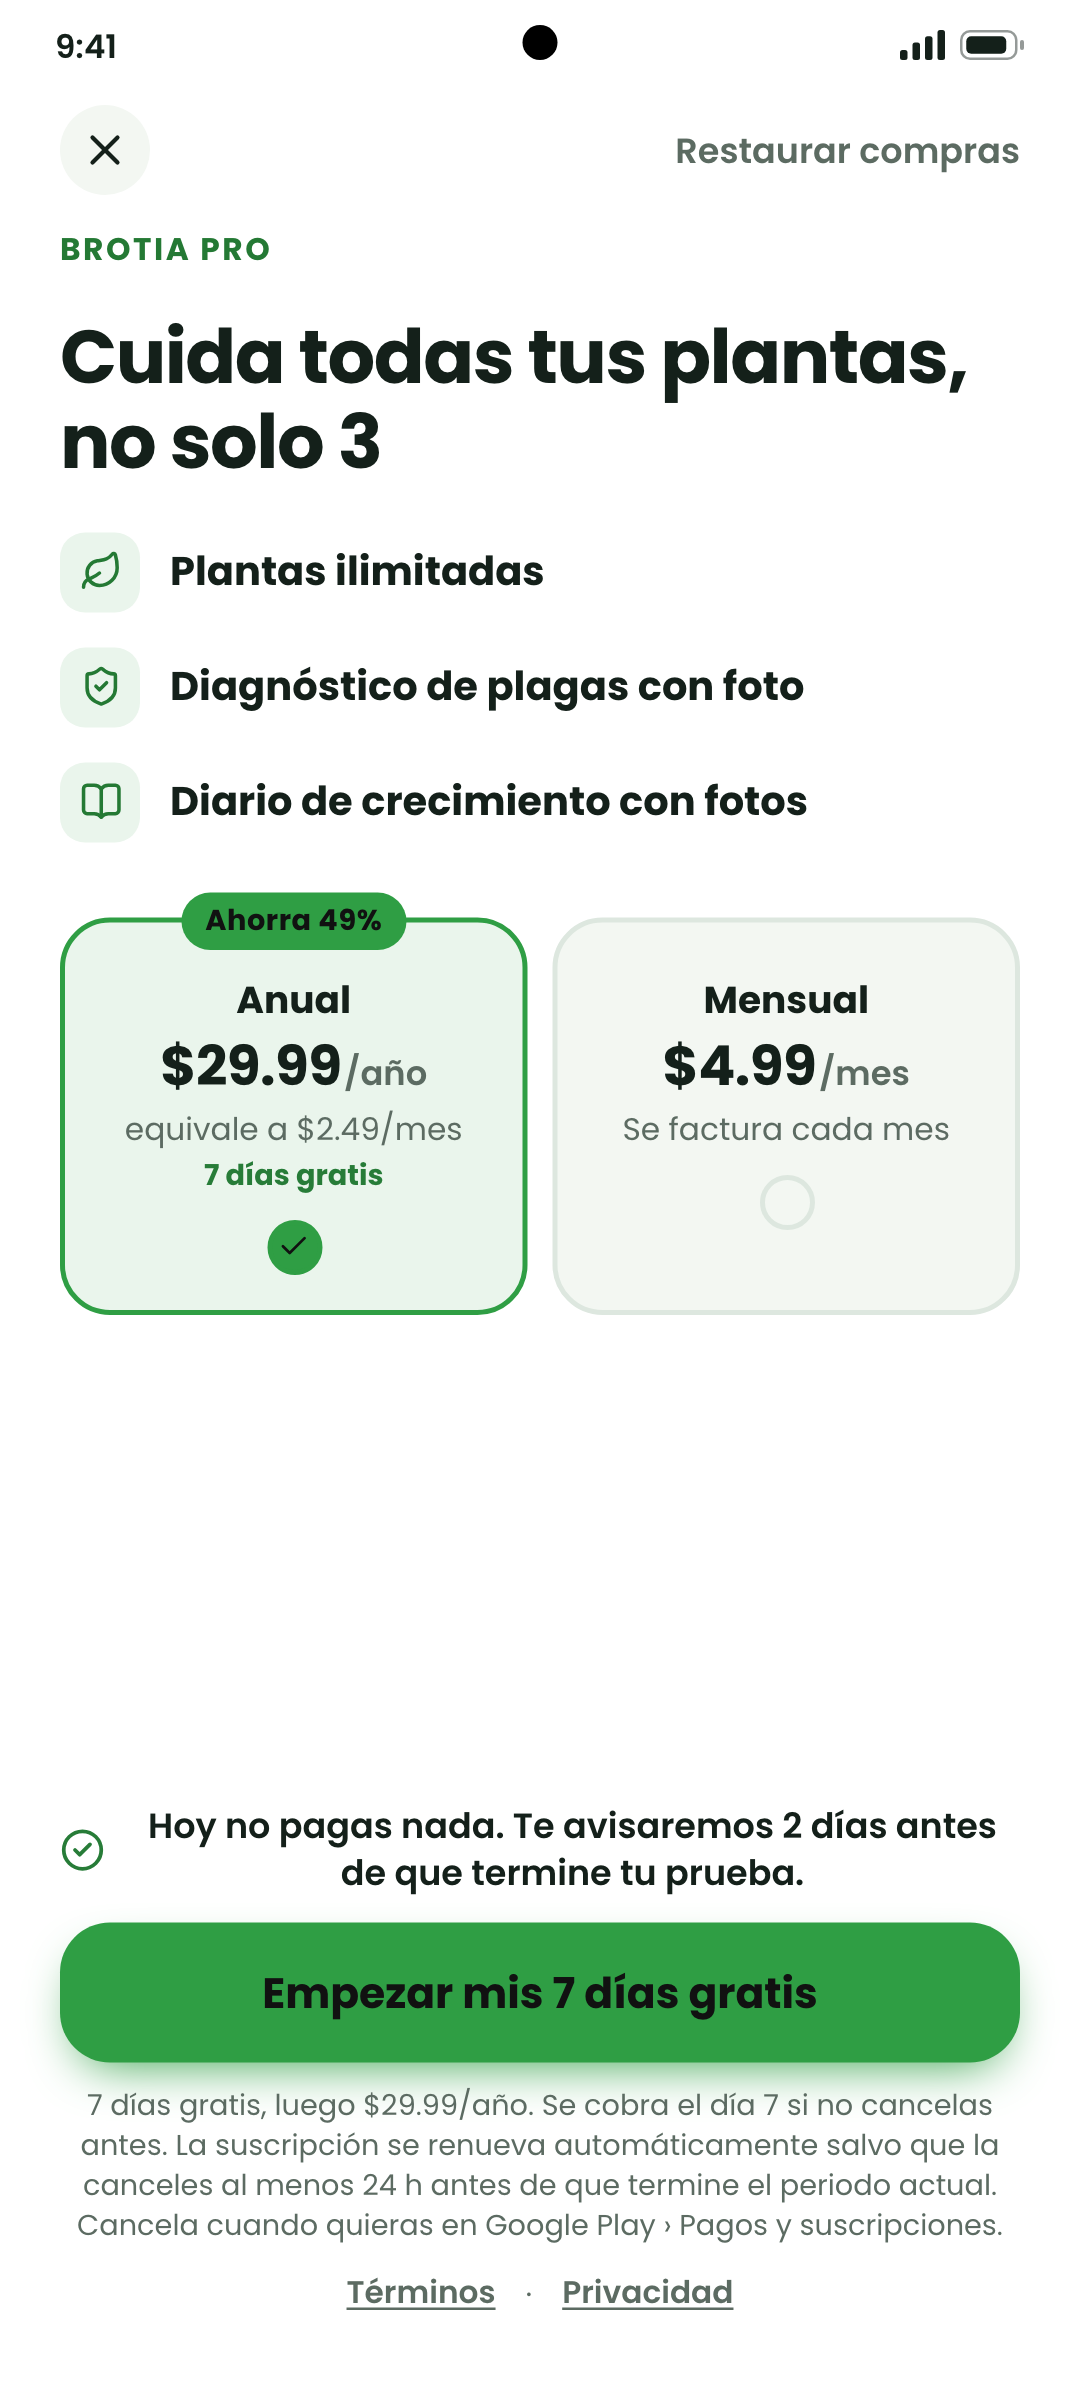 9:41
Restaurar compras
BROTIA PRO
Cuida todas tus plantas,
no solo 3
Plantas ilimitadas
Diagnóstico de plagas con foto
Diario de crecimiento con fotos
Ahorra 49%
Anual
$29.99/año
equivale a $2.49/mes
7 días gratis
Mensual
$4.99/mes
Se factura cada mes
Hoy no pagas nada. Te avisaremos 2 días antes
de que termine tu prueba.
Empezar mis 7 días gratis
7 días gratis, luego $29.99/año. Se cobra el día 7 si no cancelas
antes. La suscripción se renueva automáticamente salvo que la
canceles al menos 24 h antes de que termine el periodo actual.
Cancela cuando quieras en Google Play › Pagos y suscripciones.
Términos · Privacidad